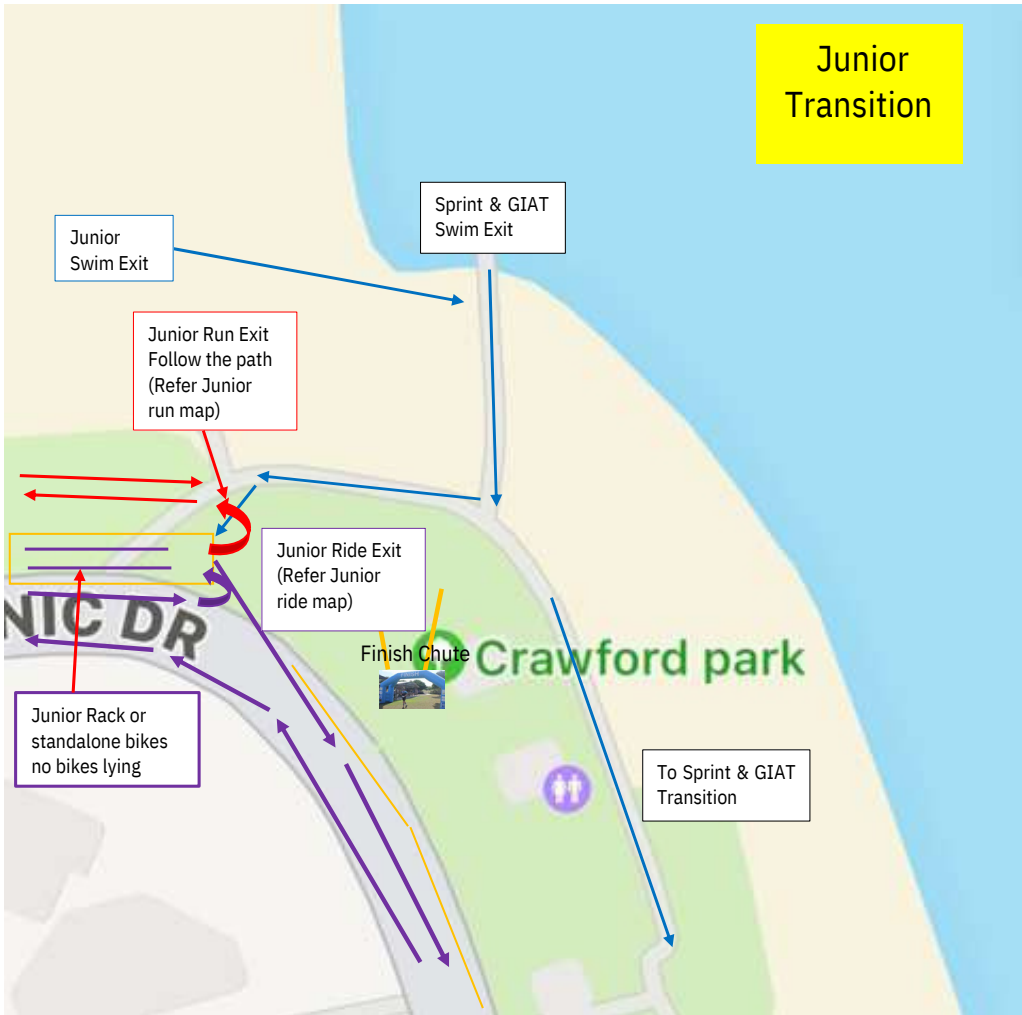 Junior
Transition
Sprint & GIAT
Swim Exit
Junior
Swim Exit
Junior Run Exit
Follow the path
(Refer Junior
run map)
Junior Ride Exit
(Refer Junior
ride map)
NIC DR
Finish Chute
Crawford park
Junior Rack or
standalone bikes
no bikes lying
To Sprint & GIAT
Transition